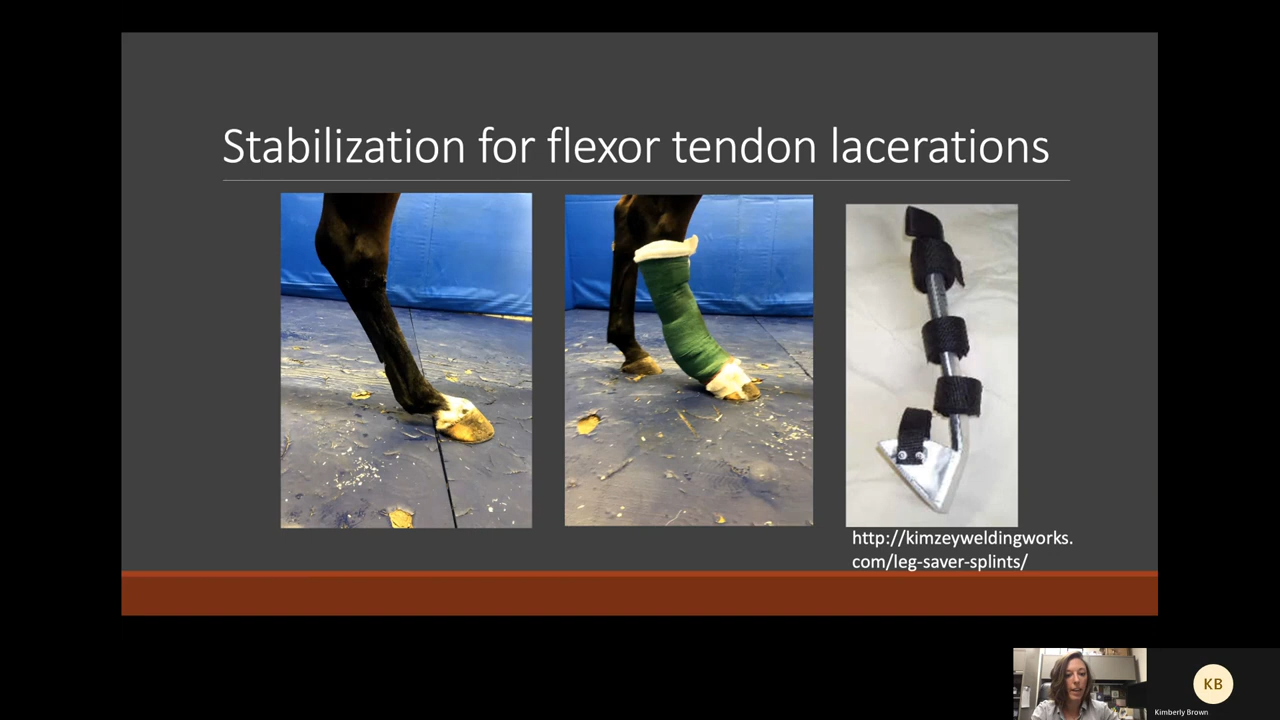 Stabilization for flexor tendon lacerations
http://kimzeyweldingworks.
com/leg-saver-splints/
KB
Kimberly Brown